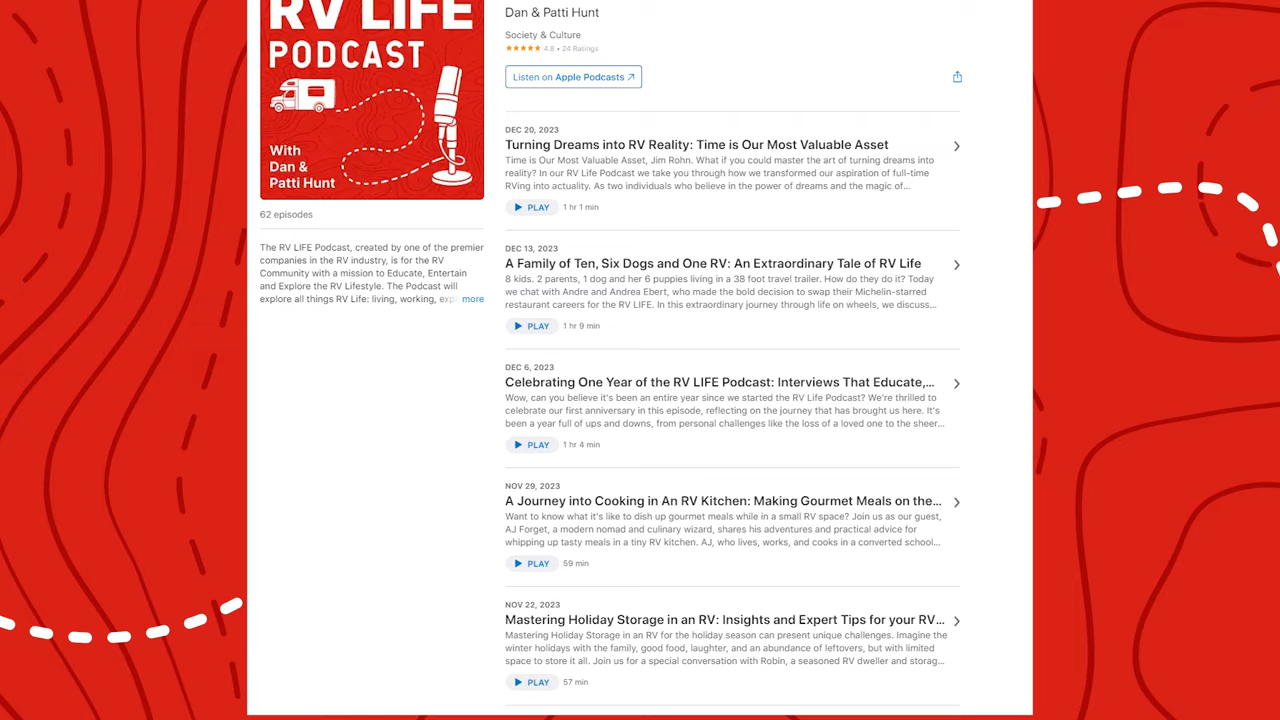 RV LIFE
PODCAST
With
Dan &
Patti Hunt
62 episodes
The RV LIFE Podcast, created by one of the premier
companies in the RV industry, is for the RV
Community with a mission to Educate, Entertain
and Explore the RV Lifestyle. The Podcast will
explore all things RV Life: living, working, exp more
Dan & Patti Hunt
Society & Culture
★★★★★ 4.8 • 24 Ratings
Listen on Apple Podcasts ↗
DEC 20, 2023
Turning Dreams into RV Reality: Time is Our Most Valuable Asset
Time is Our Most Valuable Asset, Jim Rohn. What if you could master the art of turning dreams into
reality? In our RV Life Podcast we take you through how we transformed our aspiration of full-time
RVing into actuality. As two individuals who believe in the power of dreams and the magic of…
PLAY 1 hr 1 min
DEC 13, 2023
A Family of Ten, Six Dogs and One RV: An Extraordinary Tale of RV Life
8 kids. 2 parents, 1 dog and her 6 puppies living in a 38 foot travel trailer. How do they do it? Today
we chat with Andre and Andrea Ebert, who made the bold decision to swap their Michelin-starred
restaurant careers for the RV LIFE. In this extraordinary journey through life on wheels, we discuss…
PLAY 1 hr 9 min
DEC 6, 2023
Celebrating One Year of the RV LIFE Podcast: Interviews That Educate,…
Wow, can you believe it's been an entire year since we started the RV Life Podcast? We're thrilled to
celebrate our first anniversary in this episode, reflecting on the journey that has brought us here. It's
been a year full of ups and downs, from personal challenges like the loss of a loved one to the sheer…
PLAY 1 hr 4 min
NOV 29, 2023
A Journey into Cooking in An RV Kitchen: Making Gourmet Meals on the…
Want to know what it's like to dish up gourmet meals while in a small RV space? Join us as our guest,
AJ Forget, a modern nomad and culinary wizard, shares his adventures and practical advice for
whipping up tasty meals in a tiny RV kitchen. AJ, who lives, works, and cooks in a converted school…
PLAY 59 min
NOV 22, 2023
Mastering Holiday Storage in an RV: Insights and Expert Tips for your RV…
Mastering Holiday Storage in an RV for the holiday season can present unique challenges. Imagine the
winter holidays with the family, good food, laughter, and an abundance of leftovers, but with limited
space to store it all. Join us for a special conversation with Robin, a seasoned RV dweller and storag…
PLAY 57 min